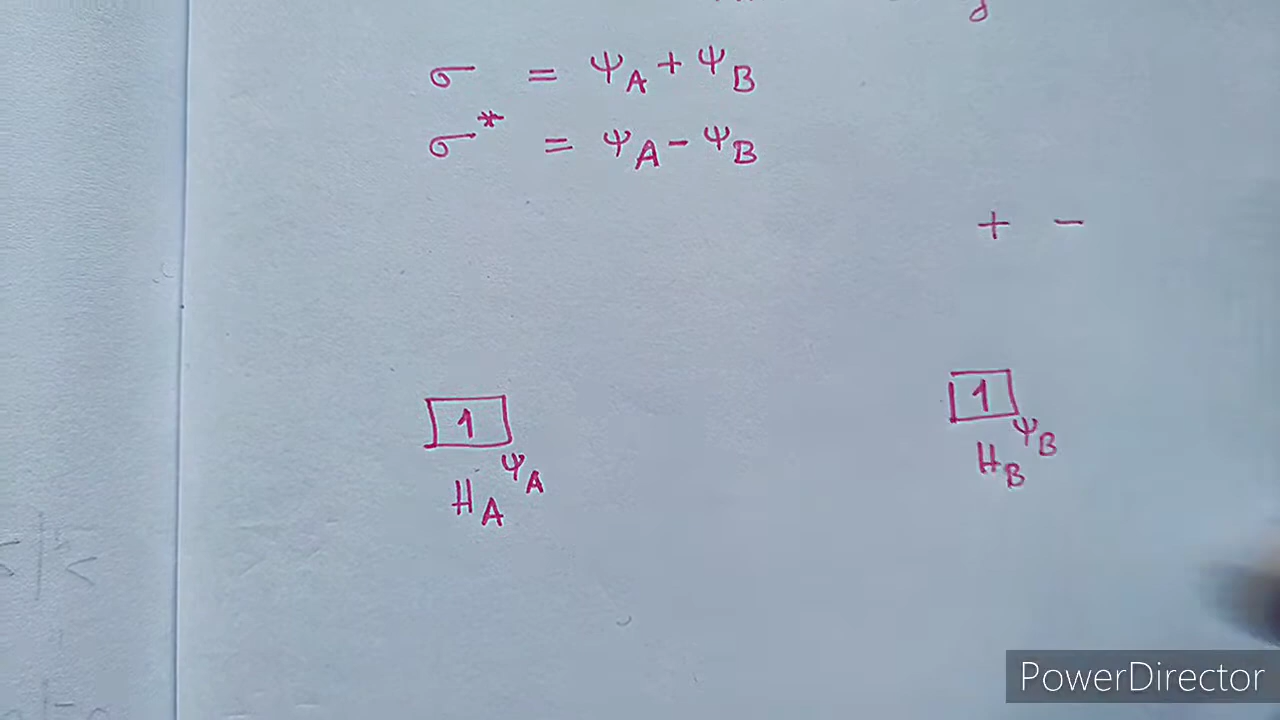 σ = ψA + ψB
σ* = ψA - ψB
+ -
1 ψA
HA
1 ψB
HB
PowerDirector